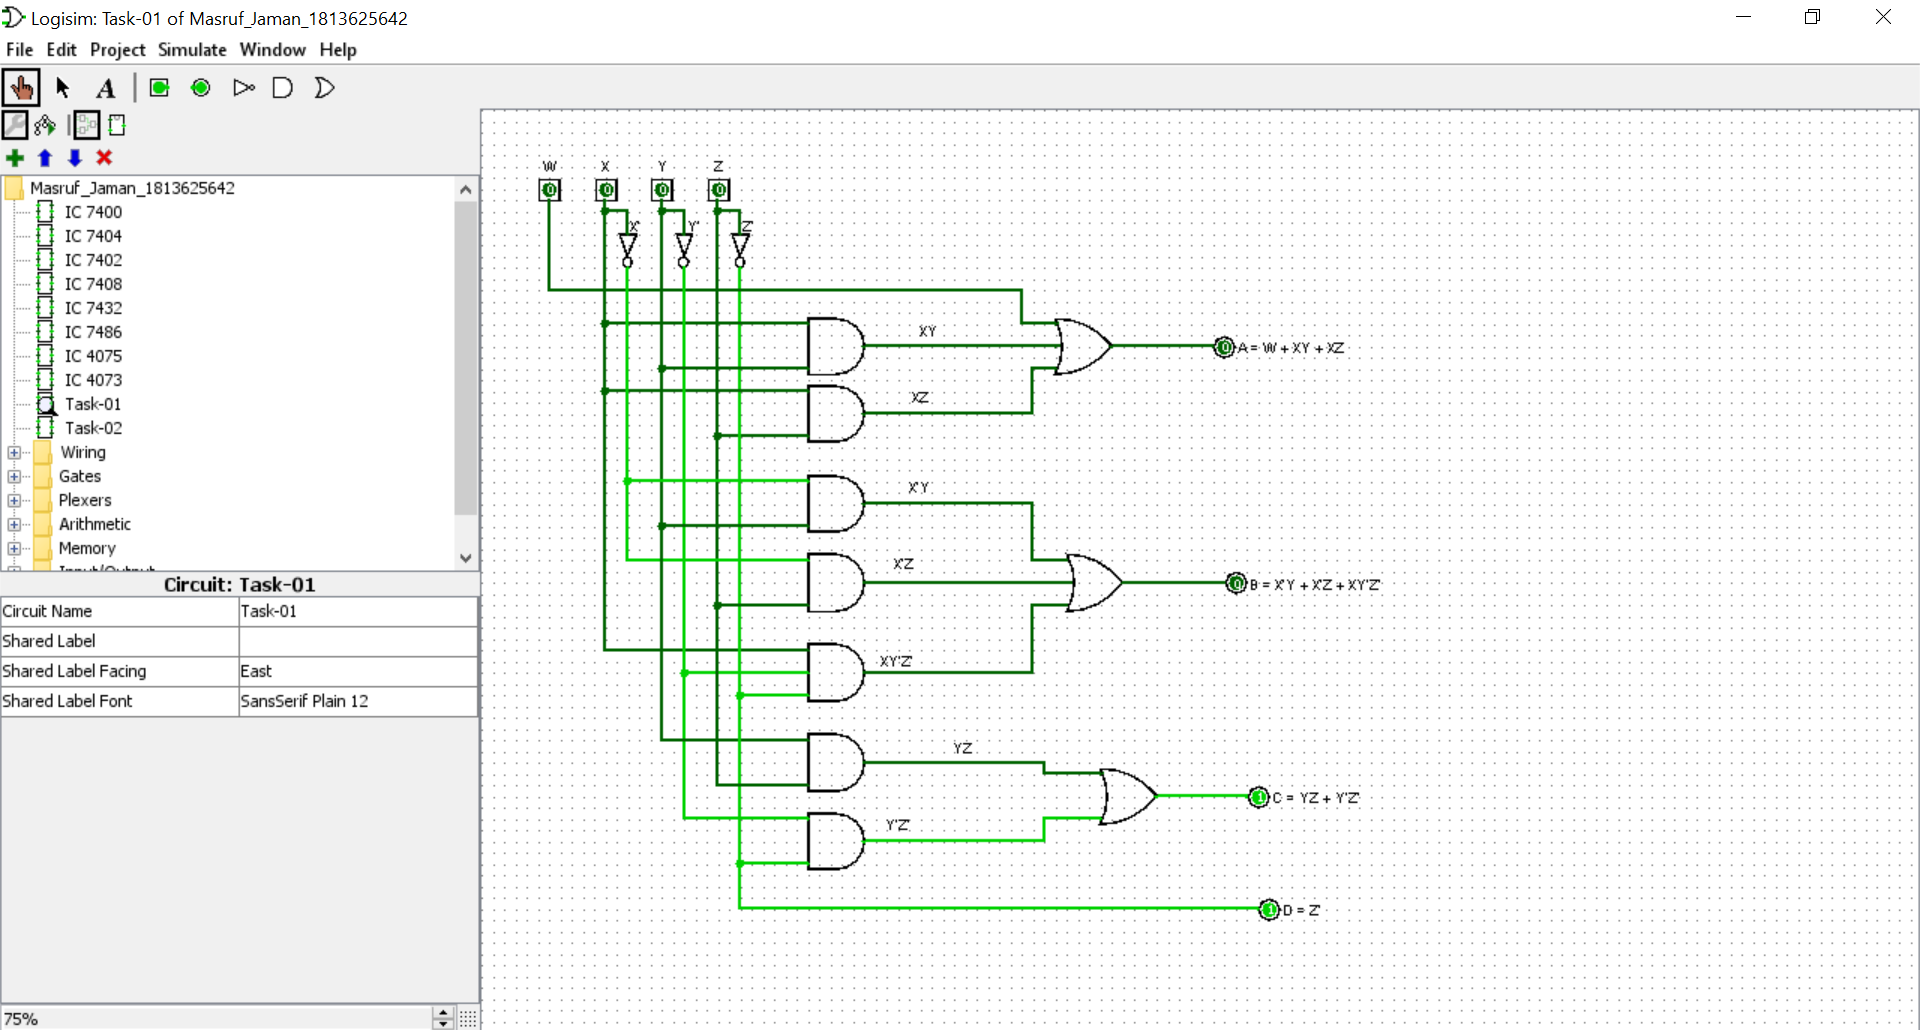 Logisim: Task-01 of Masruf_Jaman_1813625642
File Edit Project Simulate Window Help
A
Masruf_Jaman_1813625642
IC 7400
IC 7404
IC 7402
IC 7408
IC 7432
IC 7486
IC 4075
IC 4073
Task-01
Task-02
Wiring
Gates
Plexers
Arithmetic
Memory
Input/Output
Circuit: Task-01
Circuit Name Task-01
Shared Label
Shared Label Facing East
Shared Label Font SansSerif Plain 12
75%
W X Y Z
0 0 0 0
X' Y' Z'
XY
0 A = W + XY + XZ
XZ
X'Y
X'Z
0 B = X'Y + X'Z + XY'Z'
XY'Z'
YZ
1 C = YZ + Y'Z'
Y'Z'
1 D = Z'